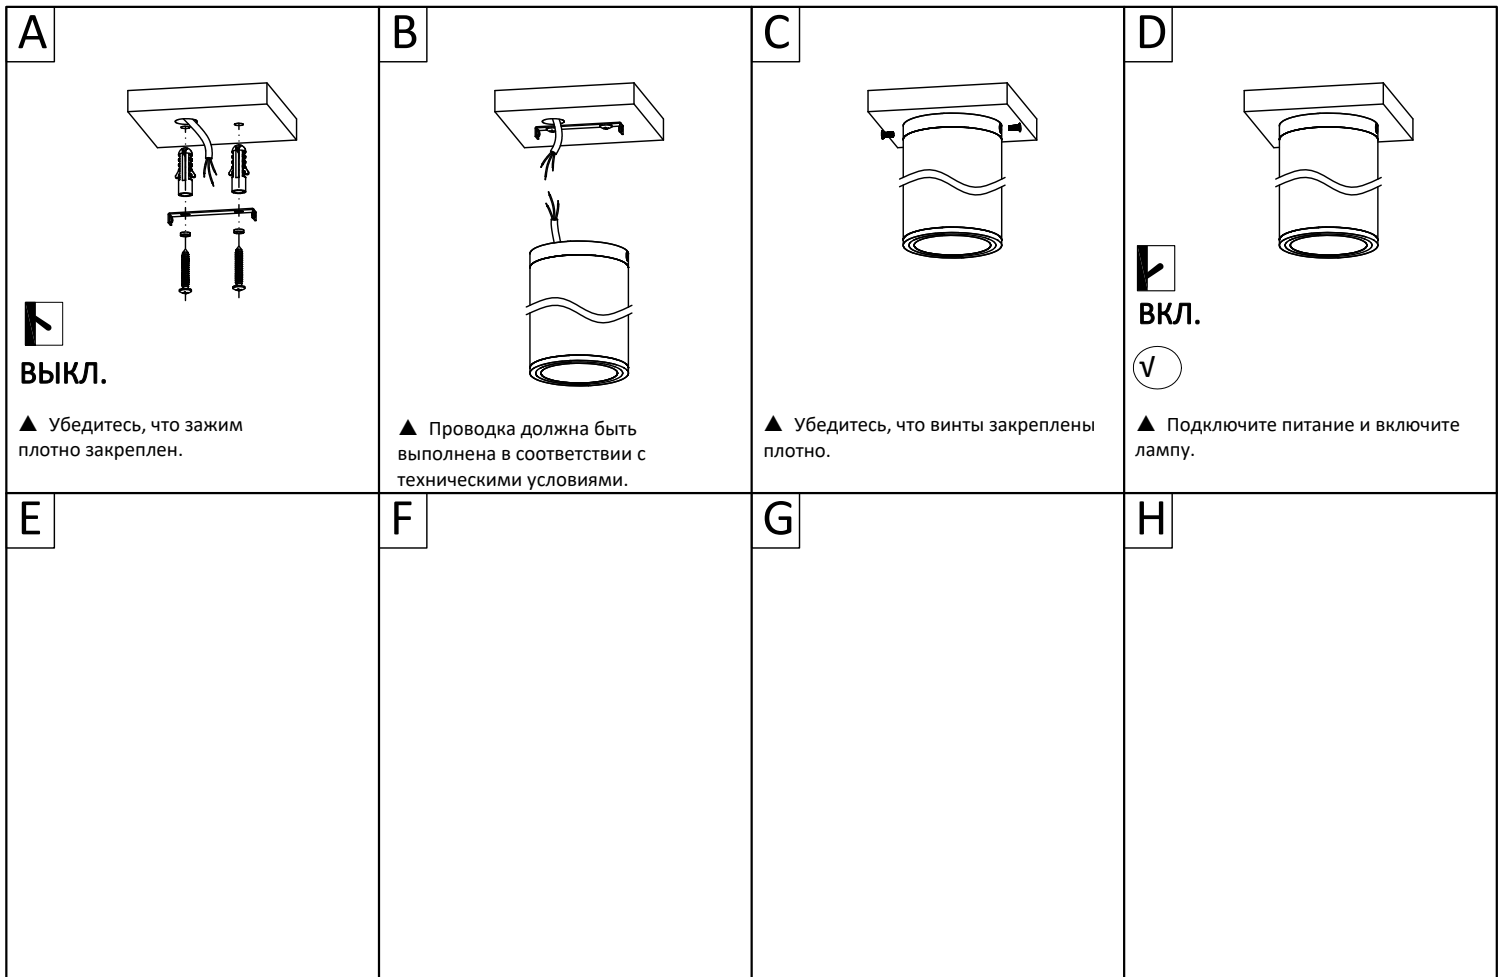 A
ВЫКЛ.
▲ Убедитесь, что зажим
плотно закреплен.
B
▲ Проводка должна быть
выполнена в соответствии с
техническими условиями.
C
▲ Убедитесь, что винты закреплены
плотно.
D
ВКЛ.
√
▲ Подключите питание и включите
лампу.
E
F
G
H